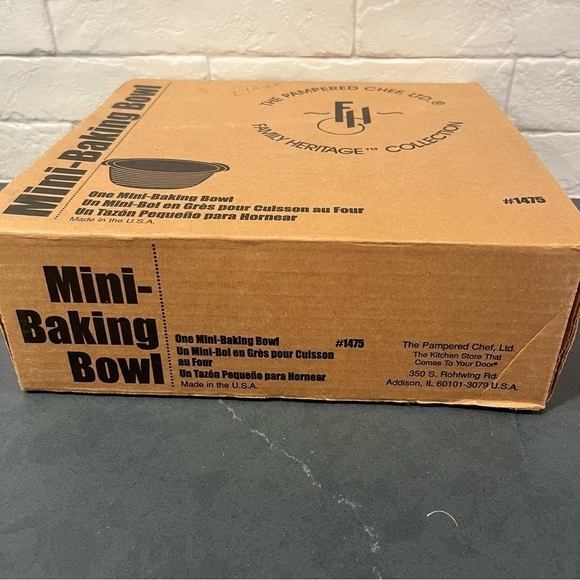 Mini-Baking Bowl
THE PAMPERED CHEF, LTD.®
FH
FAMILY HERITAGE™ COLLECTION
One Mini-Baking Bowl
Un Mini-Bol en Grès pour Cuisson au Four
Un Tazón Pequeño para Hornear
Made in the U.S.A.
#1475
Mini-
Baking
Bowl
One Mini-Baking Bowl #1475
Un Mini-Bol en Grès pour Cuisson
au Four
Un Tazón Pequeño para Hornear
Made in the U.S.A.
The Pampered Chef, Ltd.
The Kitchen Store That
Comes To Your Door®
350 S. Rohlwing Rd
Addison, IL 60101-3079 U.S.A.